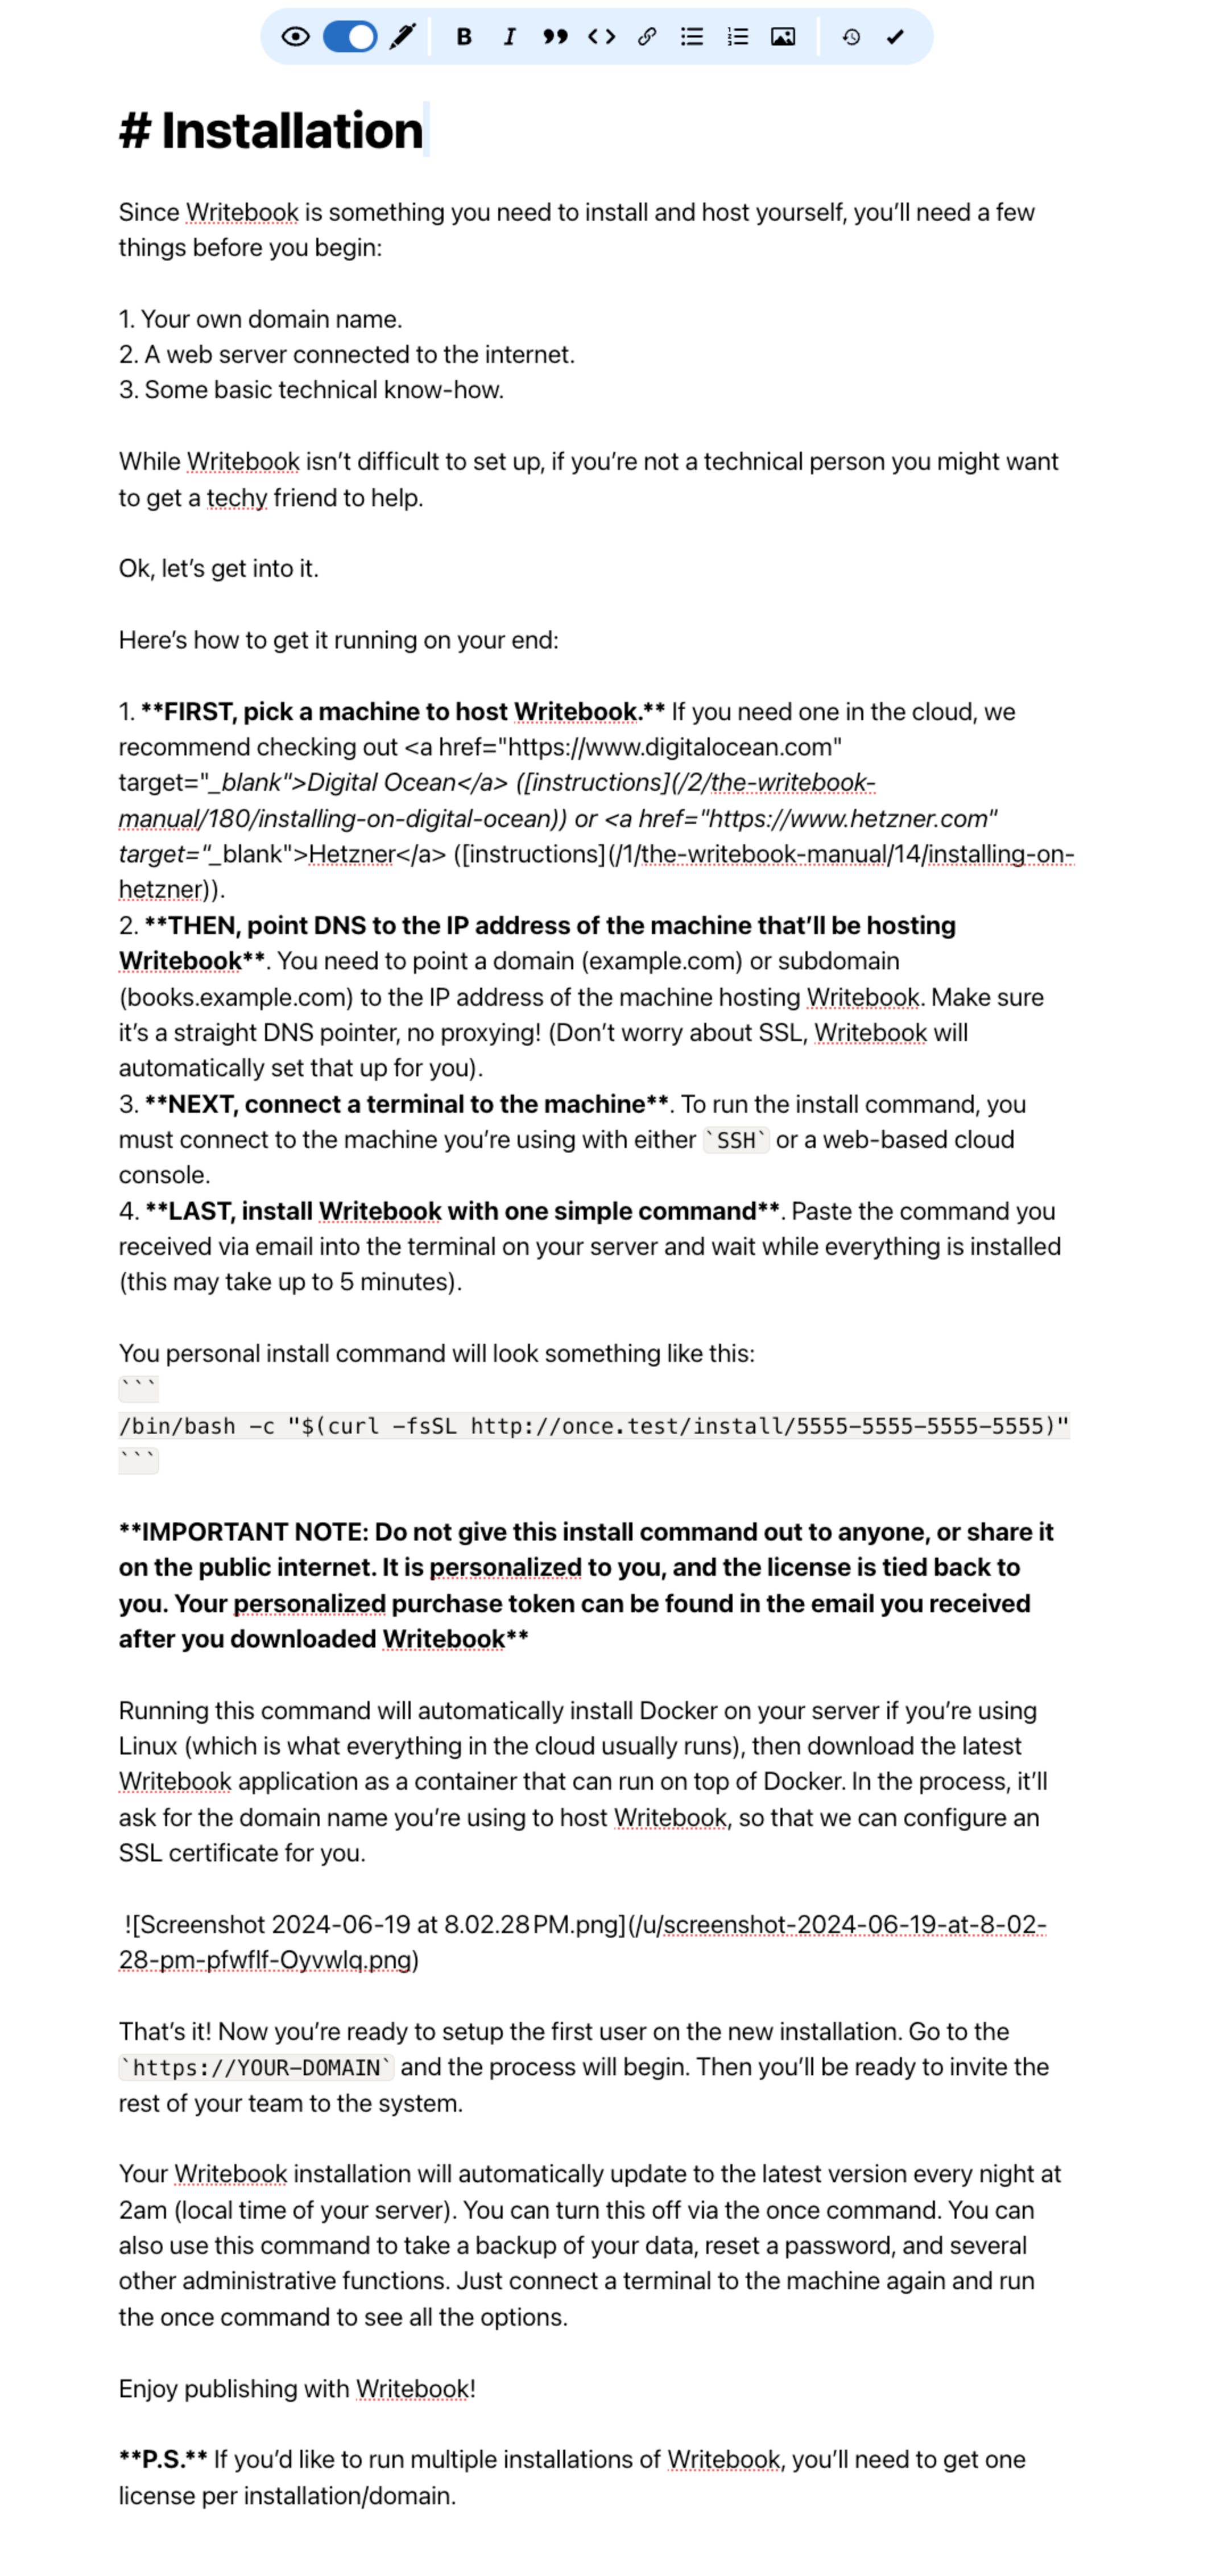 # Installation
Since Writebook is something you need to install and host yourself, you’ll need a few
things before you begin:
1. Your own domain name.
2. A web server connected to the internet.
3. Some basic technical know-how.
While Writebook isn’t difficult to set up, if you’re not a technical person you might want
to get a techy friend to help.
Ok, let’s get into it.
Here’s how to get it running on your end:
1. **FIRST, pick a machine to host Writebook.** If you need one in the cloud, we
recommend checking out <a href="https://www.digitalocean.com"
target="_blank">Digital Ocean</a> ([instructions](/2/the-writebook-
manual/180/installing-on-digital-ocean)) or <a href="https://www.hetzner.com"
target="_blank">Hetzner</a> ([instructions](/1/the-writebook-manual/14/installing-on-
hetzner)).
2. **THEN, point DNS to the IP address of the machine that’ll be hosting
Writebook**. You need to point a domain (example.com) or subdomain
(books.example.com) to the IP address of the machine hosting Writebook. Make sure
it’s a straight DNS pointer, no proxying! (Don’t worry about SSL, Writebook will
automatically set that up for you).
3. **NEXT, connect a terminal to the machine**. To run the install command, you
must connect to the machine you’re using with either `SSH` or a web-based cloud
console.
4. **LAST, install Writebook with one simple command**. Paste the command you
received via email into the terminal on your server and wait while everything is installed
(this may take up to 5 minutes).
You personal install command will look something like this:
```
/bin/bash -c "$(curl -fsSL http://once.test/install/5555-5555-5555-5555)"
```
**IMPORTANT NOTE: Do not give this install command out to anyone, or share it
on the public internet. It is personalized to you, and the license is tied back to
you. Your personalized purchase token can be found in the email you received
after you downloaded Writebook**
Running this command will automatically install Docker on your server if you’re using
Linux (which is what everything in the cloud usually runs), then download the latest
Writebook application as a container that can run on top of Docker. In the process, it’ll
ask for the domain name you’re using to host Writebook, so that we can configure an
SSL certificate for you.
![Screenshot 2024-06-19 at 8.02.28 PM.png](/u/screenshot-2024-06-19-at-8-02-
28-pm-pfwflf-Oyvwlq.png)
That’s it! Now you’re ready to setup the first user on the new installation. Go to the
`https://YOUR-DOMAIN` and the process will begin. Then you’ll be ready to invite the
rest of your team to the system.
Your Writebook installation will automatically update to the latest version every night at
2am (local time of your server). You can turn this off via the once command. You can
also use this command to take a backup of your data, reset a password, and several
other administrative functions. Just connect a terminal to the machine again and run
the once command to see all the options.
Enjoy publishing with Writebook!
**P.S.** If you’d like to run multiple installations of Writebook, you’ll need to get one
license per installation/domain.